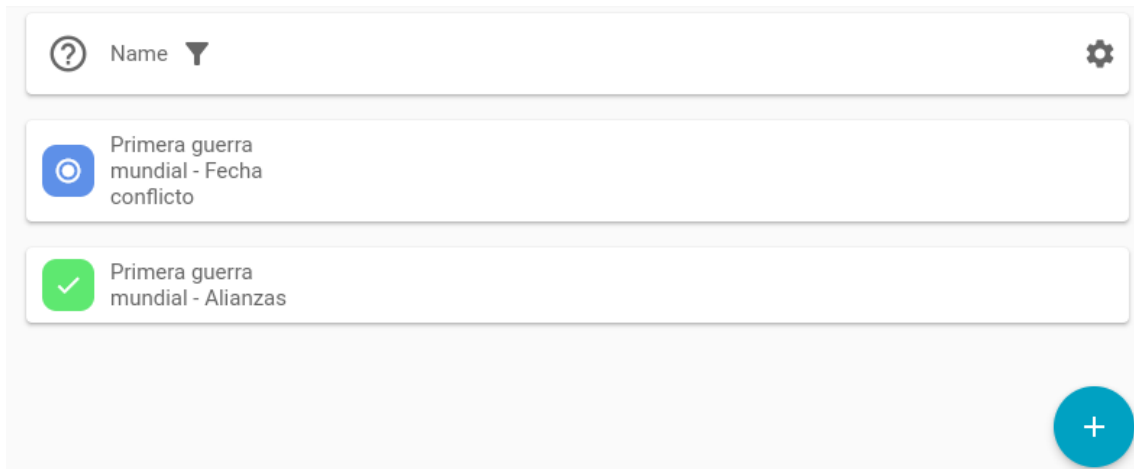 Name
Primera guerra
mundial - Fecha
conflicto
Primera guerra
mundial - Alianzas